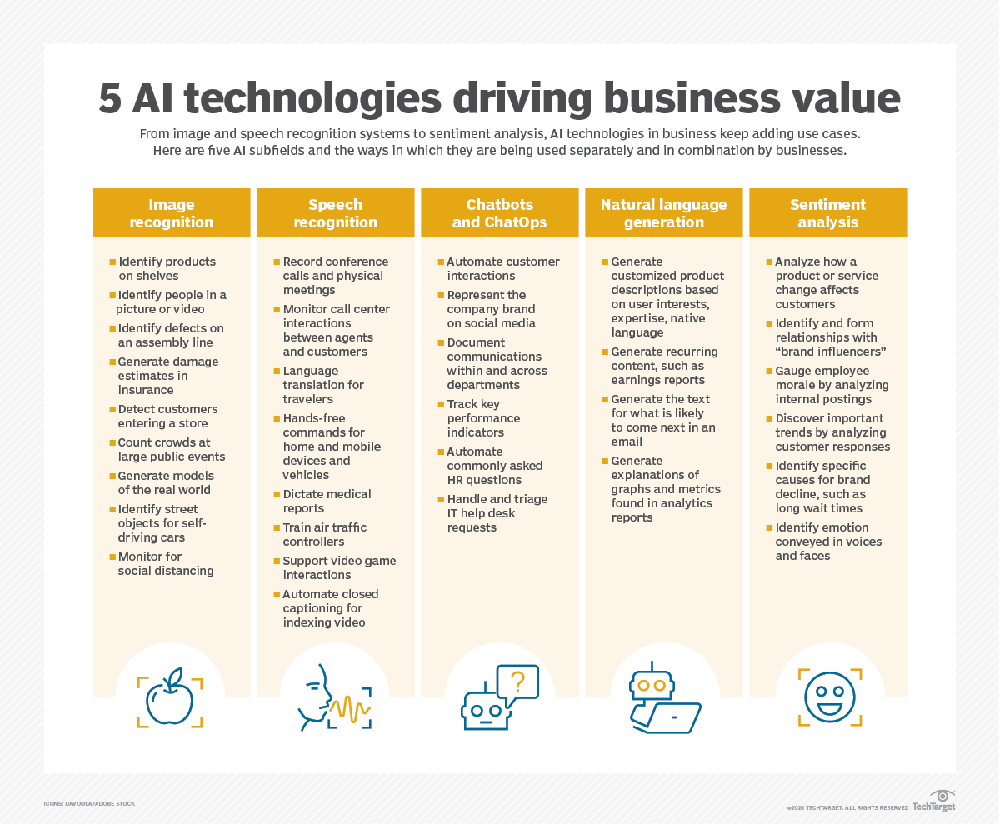 5 AI technologies driving business value
From image and speech recognition systems to sentiment analysis, AI technologies in business keep adding use cases.
Here are five AI subfields and the ways in which they are being used separately and in combination by businesses.
Image
recognition
■ Identify products
on shelves
■ Identify people in a
picture or video
■ Identify defects on
an assembly line
■ Generate damage
estimates in
insurance
■ Detect customers
entering a store
■ Count crowds at
large public events
■ Generate models
of the real world
■ Identify street
objects for self-
driving cars
■ Monitor for
social distancing
Speech
recognition
■ Record conference
calls and physical
meetings
■ Monitor call center
interactions
between agents
and customers
■ Language
translation for
travelers
■ Hands-free
commands for
home and mobile
devices and
vehicles
■ Dictate medical
reports
■ Train air traffic
controllers
■ Support video game
interactions
■ Automate closed
captioning for
indexing video
Chatbots
and ChatOps
■ Automate customer
interactions
■ Represent the
company brand
on social media
■ Document
communications
within and across
departments
■ Track key
performance
indicators
■ Automate
commonly asked
HR questions
■ Handle and triage
IT help desk
requests
?
Natural language
generation
■ Generate
customized product
descriptions based
on user interests,
expertise, native
language
■ Generate recurring
content, such as
earnings reports
■ Generate the text
for what is likely
to come next in an
email
■ Generate
explanations of
graphs and metrics
found in analytics
reports
Sentiment
analysis
■ Analyze how a
product or service
change affects
customers
■ Identify and form
relationships with
“brand influencers”
■ Gauge employee
morale by analyzing
internal postings
■ Discover important
trends by analyzing
customer responses
■ Identify specific
causes for brand
decline, such as
long wait times
■ Identify emotion
conveyed in voices
and faces
ICONS: DAVOODA/ADOBE STOCK
©2020 TECHTARGET. ALL RIGHTS RESERVED
TechTarget